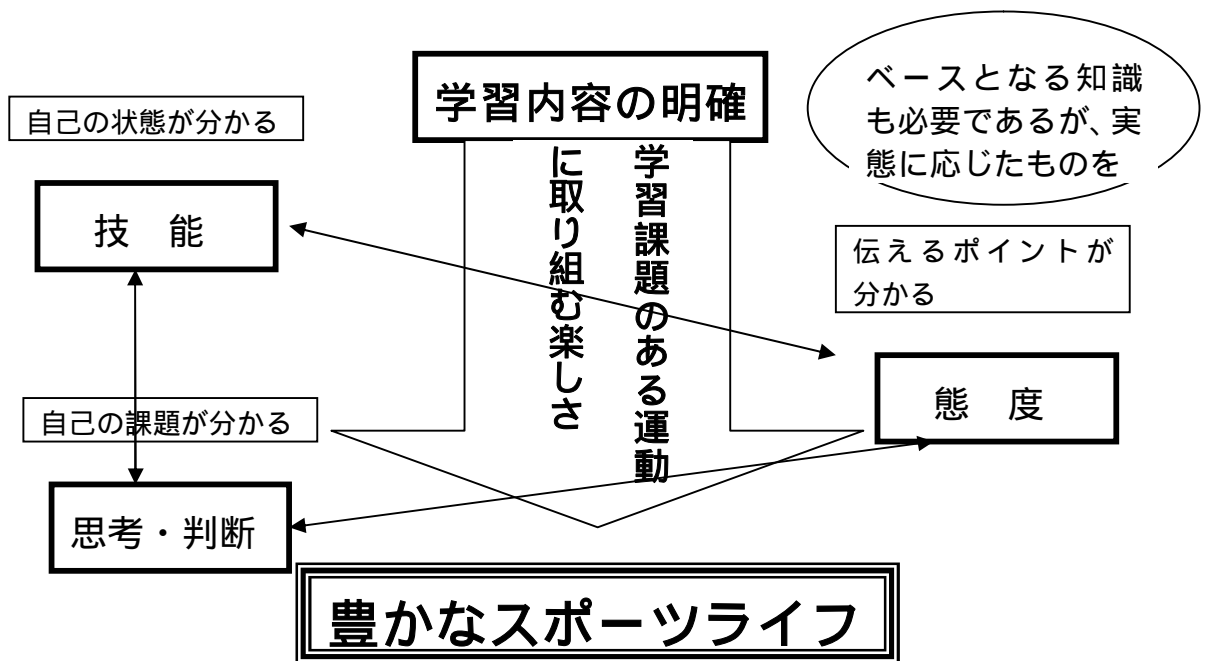 学習内容の明確
ベースとなる知識
も必要であるが、実
態に応じたものを
自己の状態が分かる
技　能
学習課題のある運動
に取り組む楽しさ
伝えるポイントが
分かる
態　度
自己の課題が分かる
思考・判断
豊かなスポーツライフ